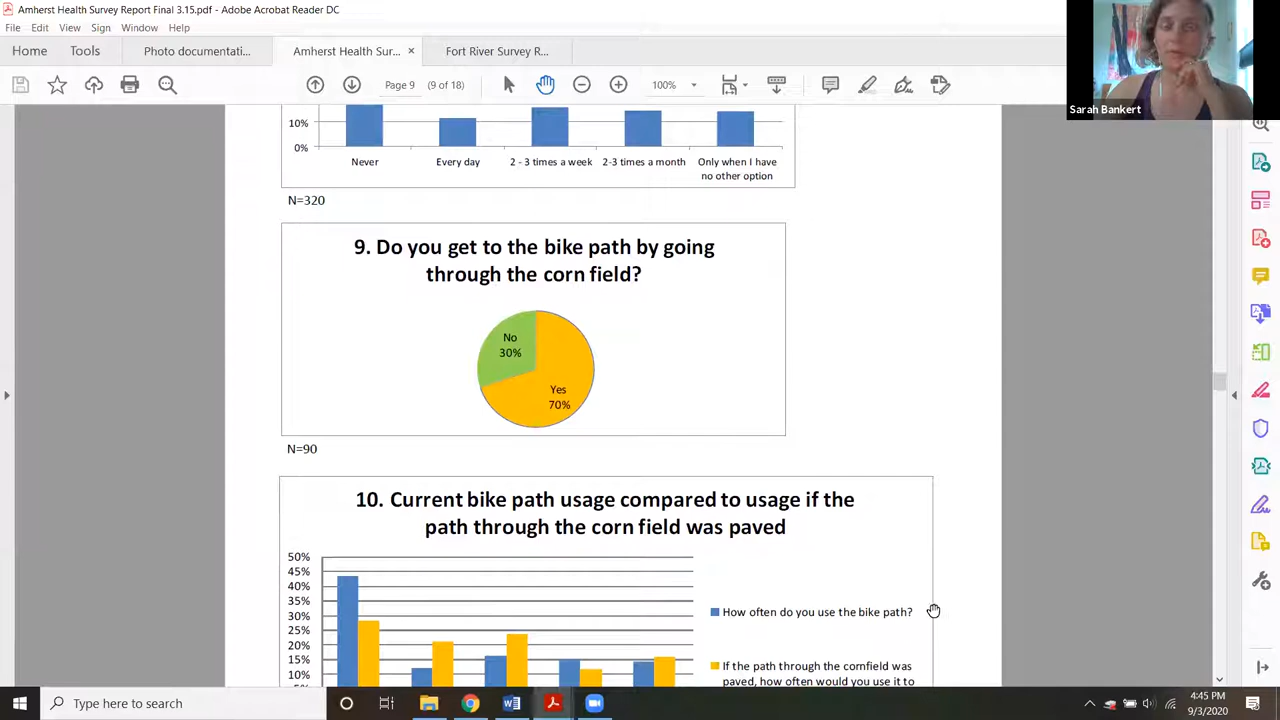 Amherst Health Survey Report Final 3.15.pdf - Adobe Acrobat Reader DC
File Edit View Sign Window Help
Home Tools Photo documentati... Amherst Health Sur... × Fort River Survey R...
Page 9 (9 of 18) 100%
Sarah Bankert
10%
0%
Never Every day 2 - 3 times a week 2-3 times a month Only when I have
no other option
N=320
9. Do you get to the bike path by going
through the corn field?
No
30%
Yes
70%
N=90
10. Current bike path usage compared to usage if the
path through the corn field was paved
50%
45%
40%
35%
30%
25%
20%
15%
10%
How often do you use the bike path?
If the path through the cornfield was
paved, how often would you use it to
Type here to search
4:45 PM
9/3/2020